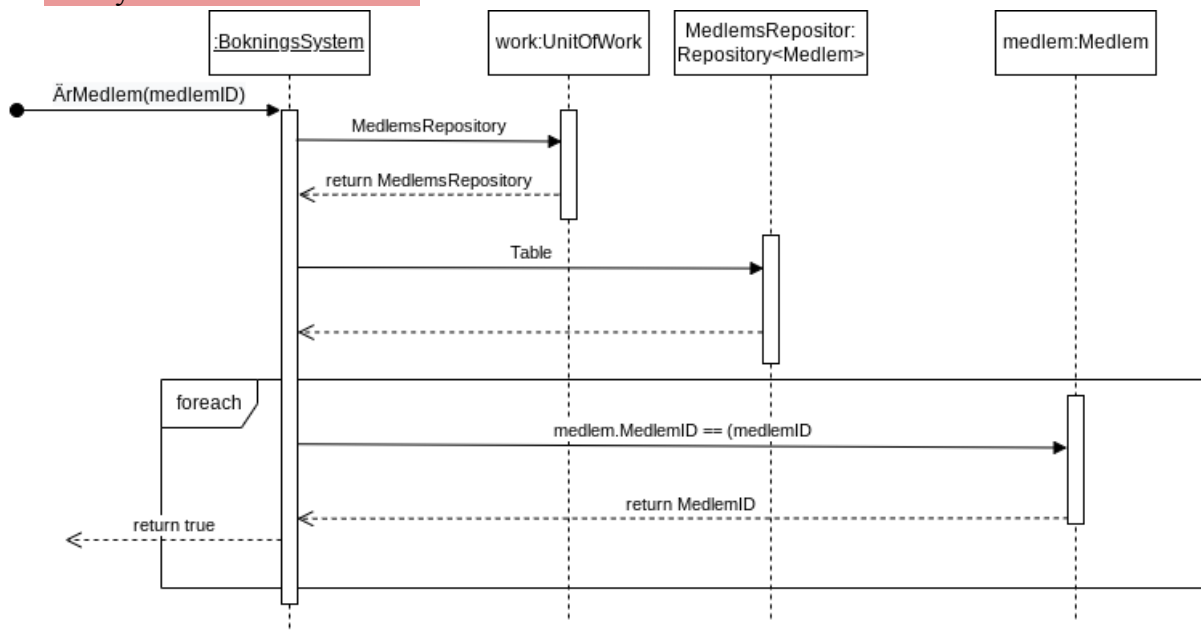 :BokningsSystem
work:UnitOfWork
MedlemsRepositor:
Repository<Medlem>
medlem:Medlem
ÄrMedlem(medlemID)
MedlemsRepository
return MedlemsRepository
Table
foreach
medlem.MedlemID == (medlemID
return MedlemID
return true